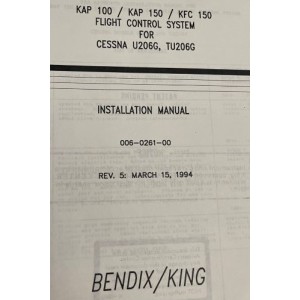 KAP 100 / KAP 150 / KFC 150
FLIGHT CONTROL SYSTEM
FOR
CESSNA U206G, TU206G
INSTALLATION MANUAL
006-0261-00
REV. 5: MARCH 15, 1994
BENDIX/KING